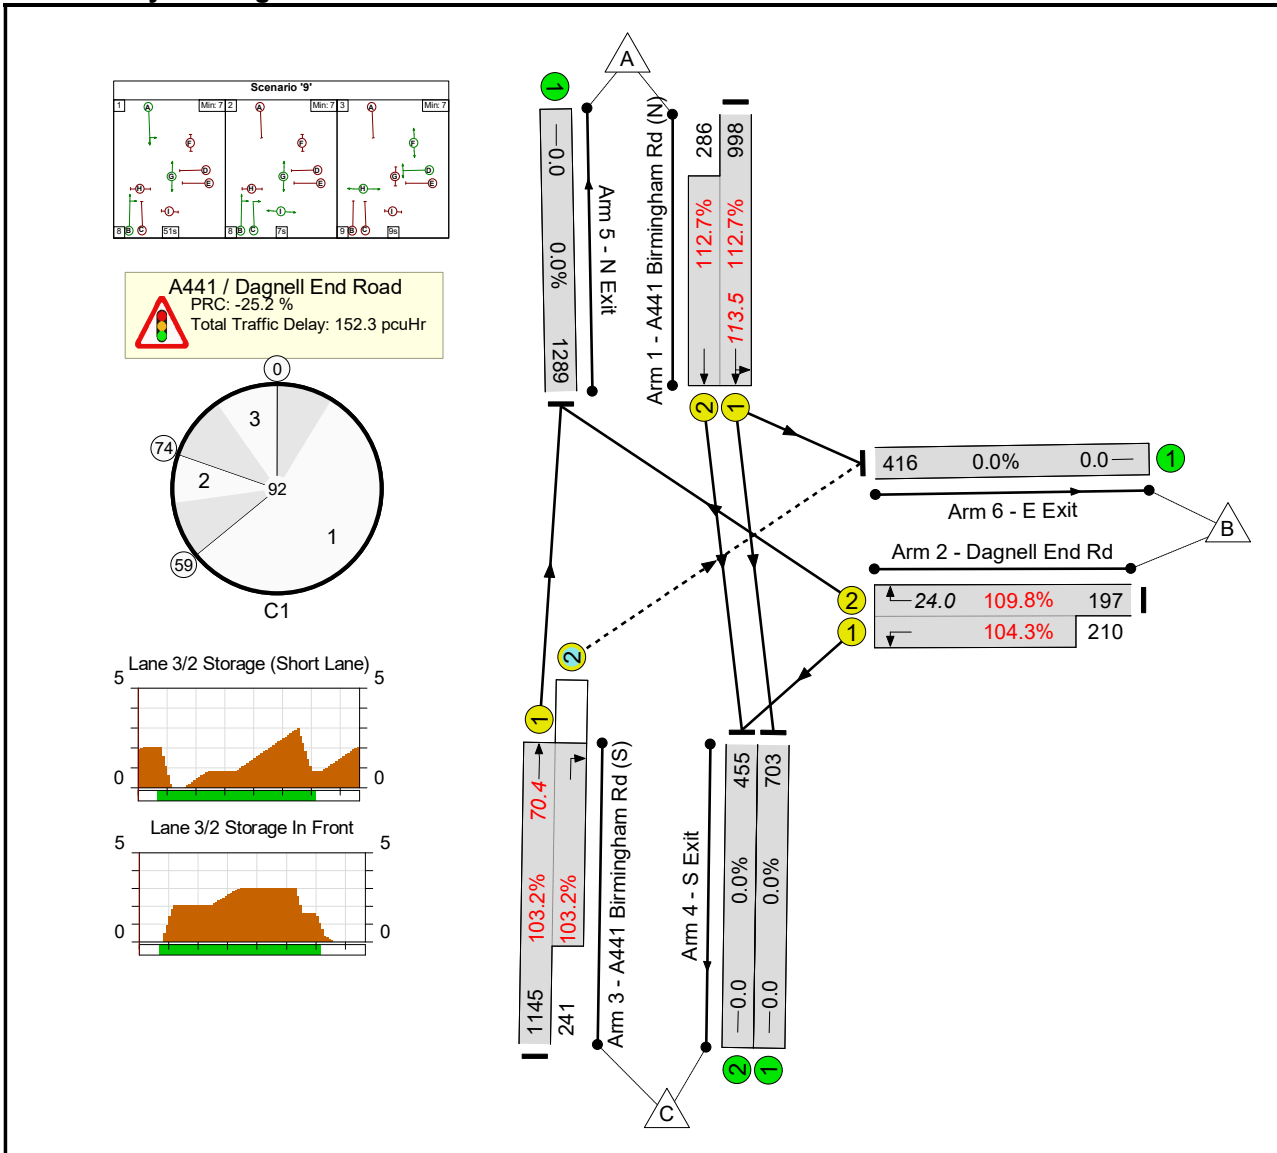 Scenario '9'
1
A
Min: 7
2
A
Min: 7
3
A
Min: 7
F
F
F
D
G
E
H
D
G
E
H
D
G
E
H
I
I
I
B
C
B
C
B
C
8
51s
8
7s
9
9s
A441 / Dagnell End Road
PRC: -25.2 %
Total Traffic Delay: 152.3 pcuHr
0
3
74
2
92
1
59
C1
Lane 3/2 Storage (Short Lane)
5
5
0
0
Lane 3/2 Storage In Front
5
5
0
0
A
1
0.0
0.0%
1289
Arm 5 - N Exit
Arm 1 - A441 Birmingham Rd (N)
286
998
112.7%
112.7%
113.5
2
1
416
0.0%
0.0
1
Arm 6 - E Exit
B
Arm 2 - Dagnell End Rd
2
24.0
109.8%
197
1
104.3%
210
2
1
70.4
103.2%
103.2%
1145
241
Arm 3 - A441 Birmingham Rd (S)
Arm 4 - S Exit
455
703
0.0%
0.0%
0.0
0.0
2
1
C